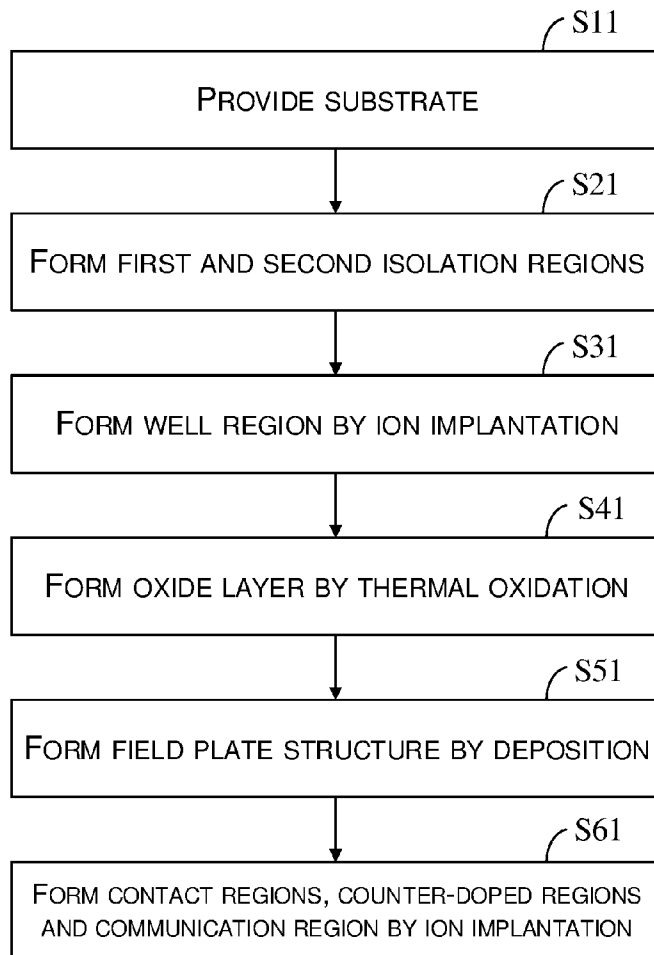 S11
PROVIDE SUBSTRATE
S21
FORM FIRST AND SECOND ISOLATION REGIONS
S31
FORM WELL REGION BY ION IMPLANTATION
S41
FORM OXIDE LAYER BY THERMAL OXIDATION
S51
FORM FIELD PLATE STRUCTURE BY DEPOSITION
S61
FORM CONTACT REGIONS, COUNTER-DOPED REGIONS
AND COMMUNICATION REGION BY ION IMPLANTATION